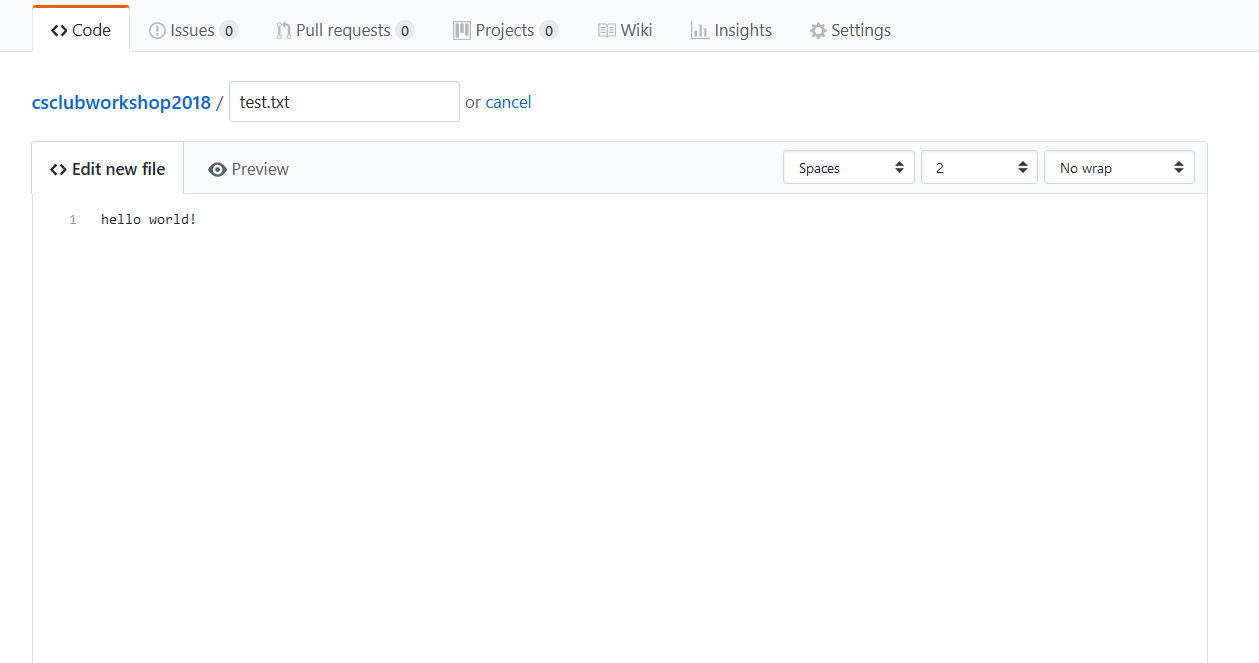 Code Issues 0 Pull requests 0 Projects 0 Wiki Insights Settings
csclubworkshop2018 / test.txt or cancel
Edit new file Preview Spaces 2 No wrap
1 hello world!